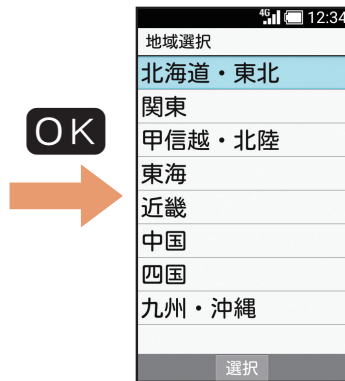 OK
4G 12:34
地域選択
北海道・東北
関東
甲信越・北陸
東海
近畿
中国
四国
九州・沖縄
選択